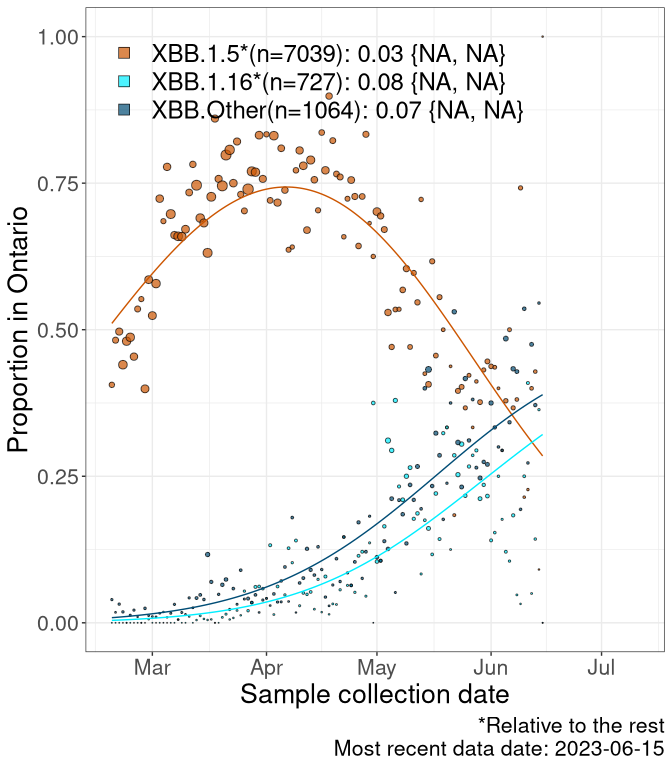 1.00
XBB.1.5*(n=7039): 0.03 {NA, NA}
XBB.1.16*(n=727): 0.08 {NA, NA}
XBB.Other(n=1064): 0.07 {NA, NA}
0.75
Proportion in Ontario
0.50
0.25
0.00
Mar Apr May Jun Jul
Sample collection date
*Relative to the rest
Most recent data date: 2023-06-15